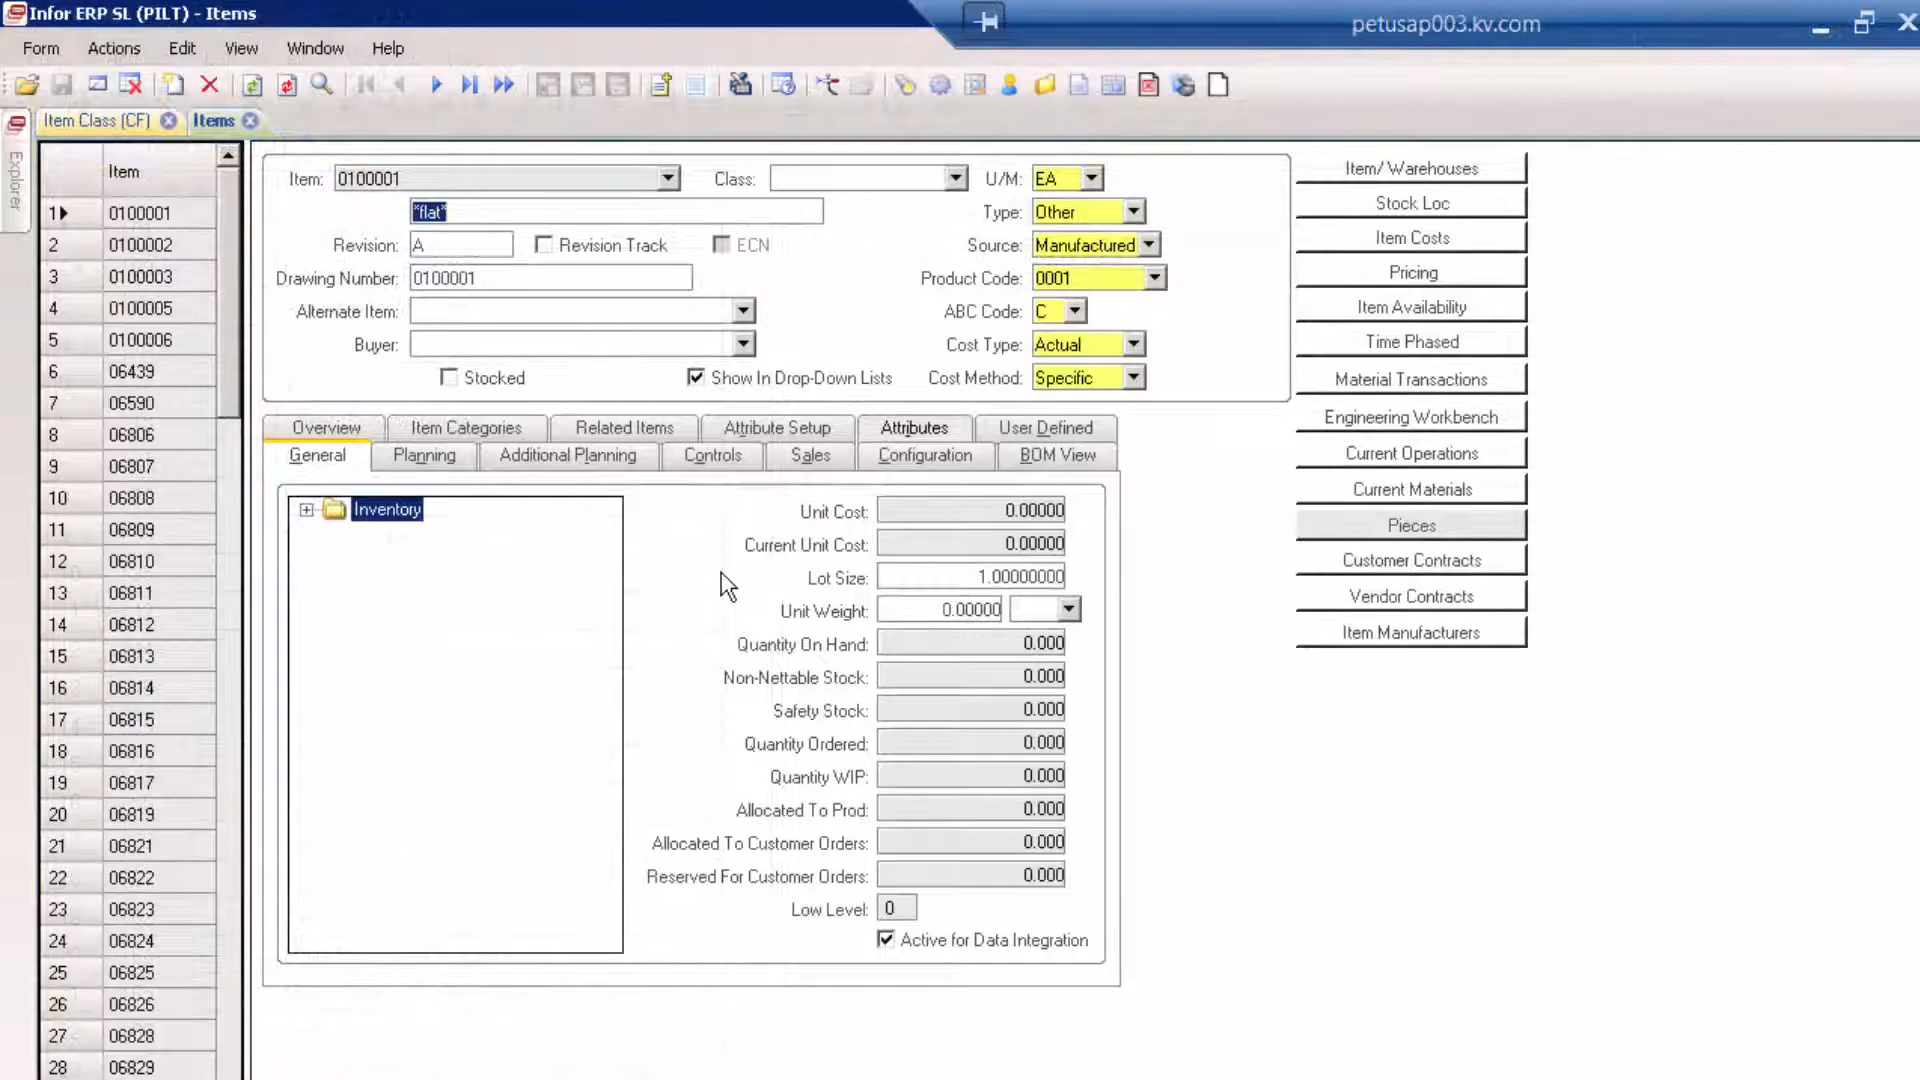 Infor ERP SL (PILT) - Items
petusap003.kv.com
Form Actions Edit View Window Help
Item Class (CF) Items
Explorer
Item
1 0100001
2 0100002
3 0100003
4 0100005
5 0100006
6 06439
7 06590
8 06806
9 06807
10 06808
11 06809
12 06810
13 06811
14 06812
15 06813
16 06814
17 06815
18 06816
19 06817
20 06819
21 06821
22 06822
23 06823
24 06824
25 06825
26 06826
27 06828
28 06829
Item: 0100001 Class: U/M: EA
*flat* Type: Other
Revision: A Revision Track ECN Source: Manufactured
Drawing Number: 0100001 Product Code: 0001
Alternate Item: ABC Code: C
Buyer: Cost Type: Actual
Stocked Show In Drop-Down Lists Cost Method: Specific
Overview Item Categories Related Items Attribute Setup Attributes User Defined
General Planning Additional Planning Controls Sales Configuration BOM View
Inventory
Unit Cost: 0.00000
Current Unit Cost: 0.00000
Lot Size: 1.00000000
Unit Weight: 0.00000
Quantity On Hand: 0.000
Non-Nettable Stock: 0.000
Safety Stock: 0.000
Quantity Ordered: 0.000
Quantity WIP: 0.000
Allocated To Prod: 0.000
Allocated To Customer Orders: 0.000
Reserved For Customer Orders: 0.000
Low Level: 0
Active for Data Integration
Item/ Warehouses
Stock Loc
Item Costs
Pricing
Item Availability
Time Phased
Material Transactions
Engineering Workbench
Current Operations
Current Materials
Pieces
Customer Contracts
Vendor Contracts
Item Manufacturers